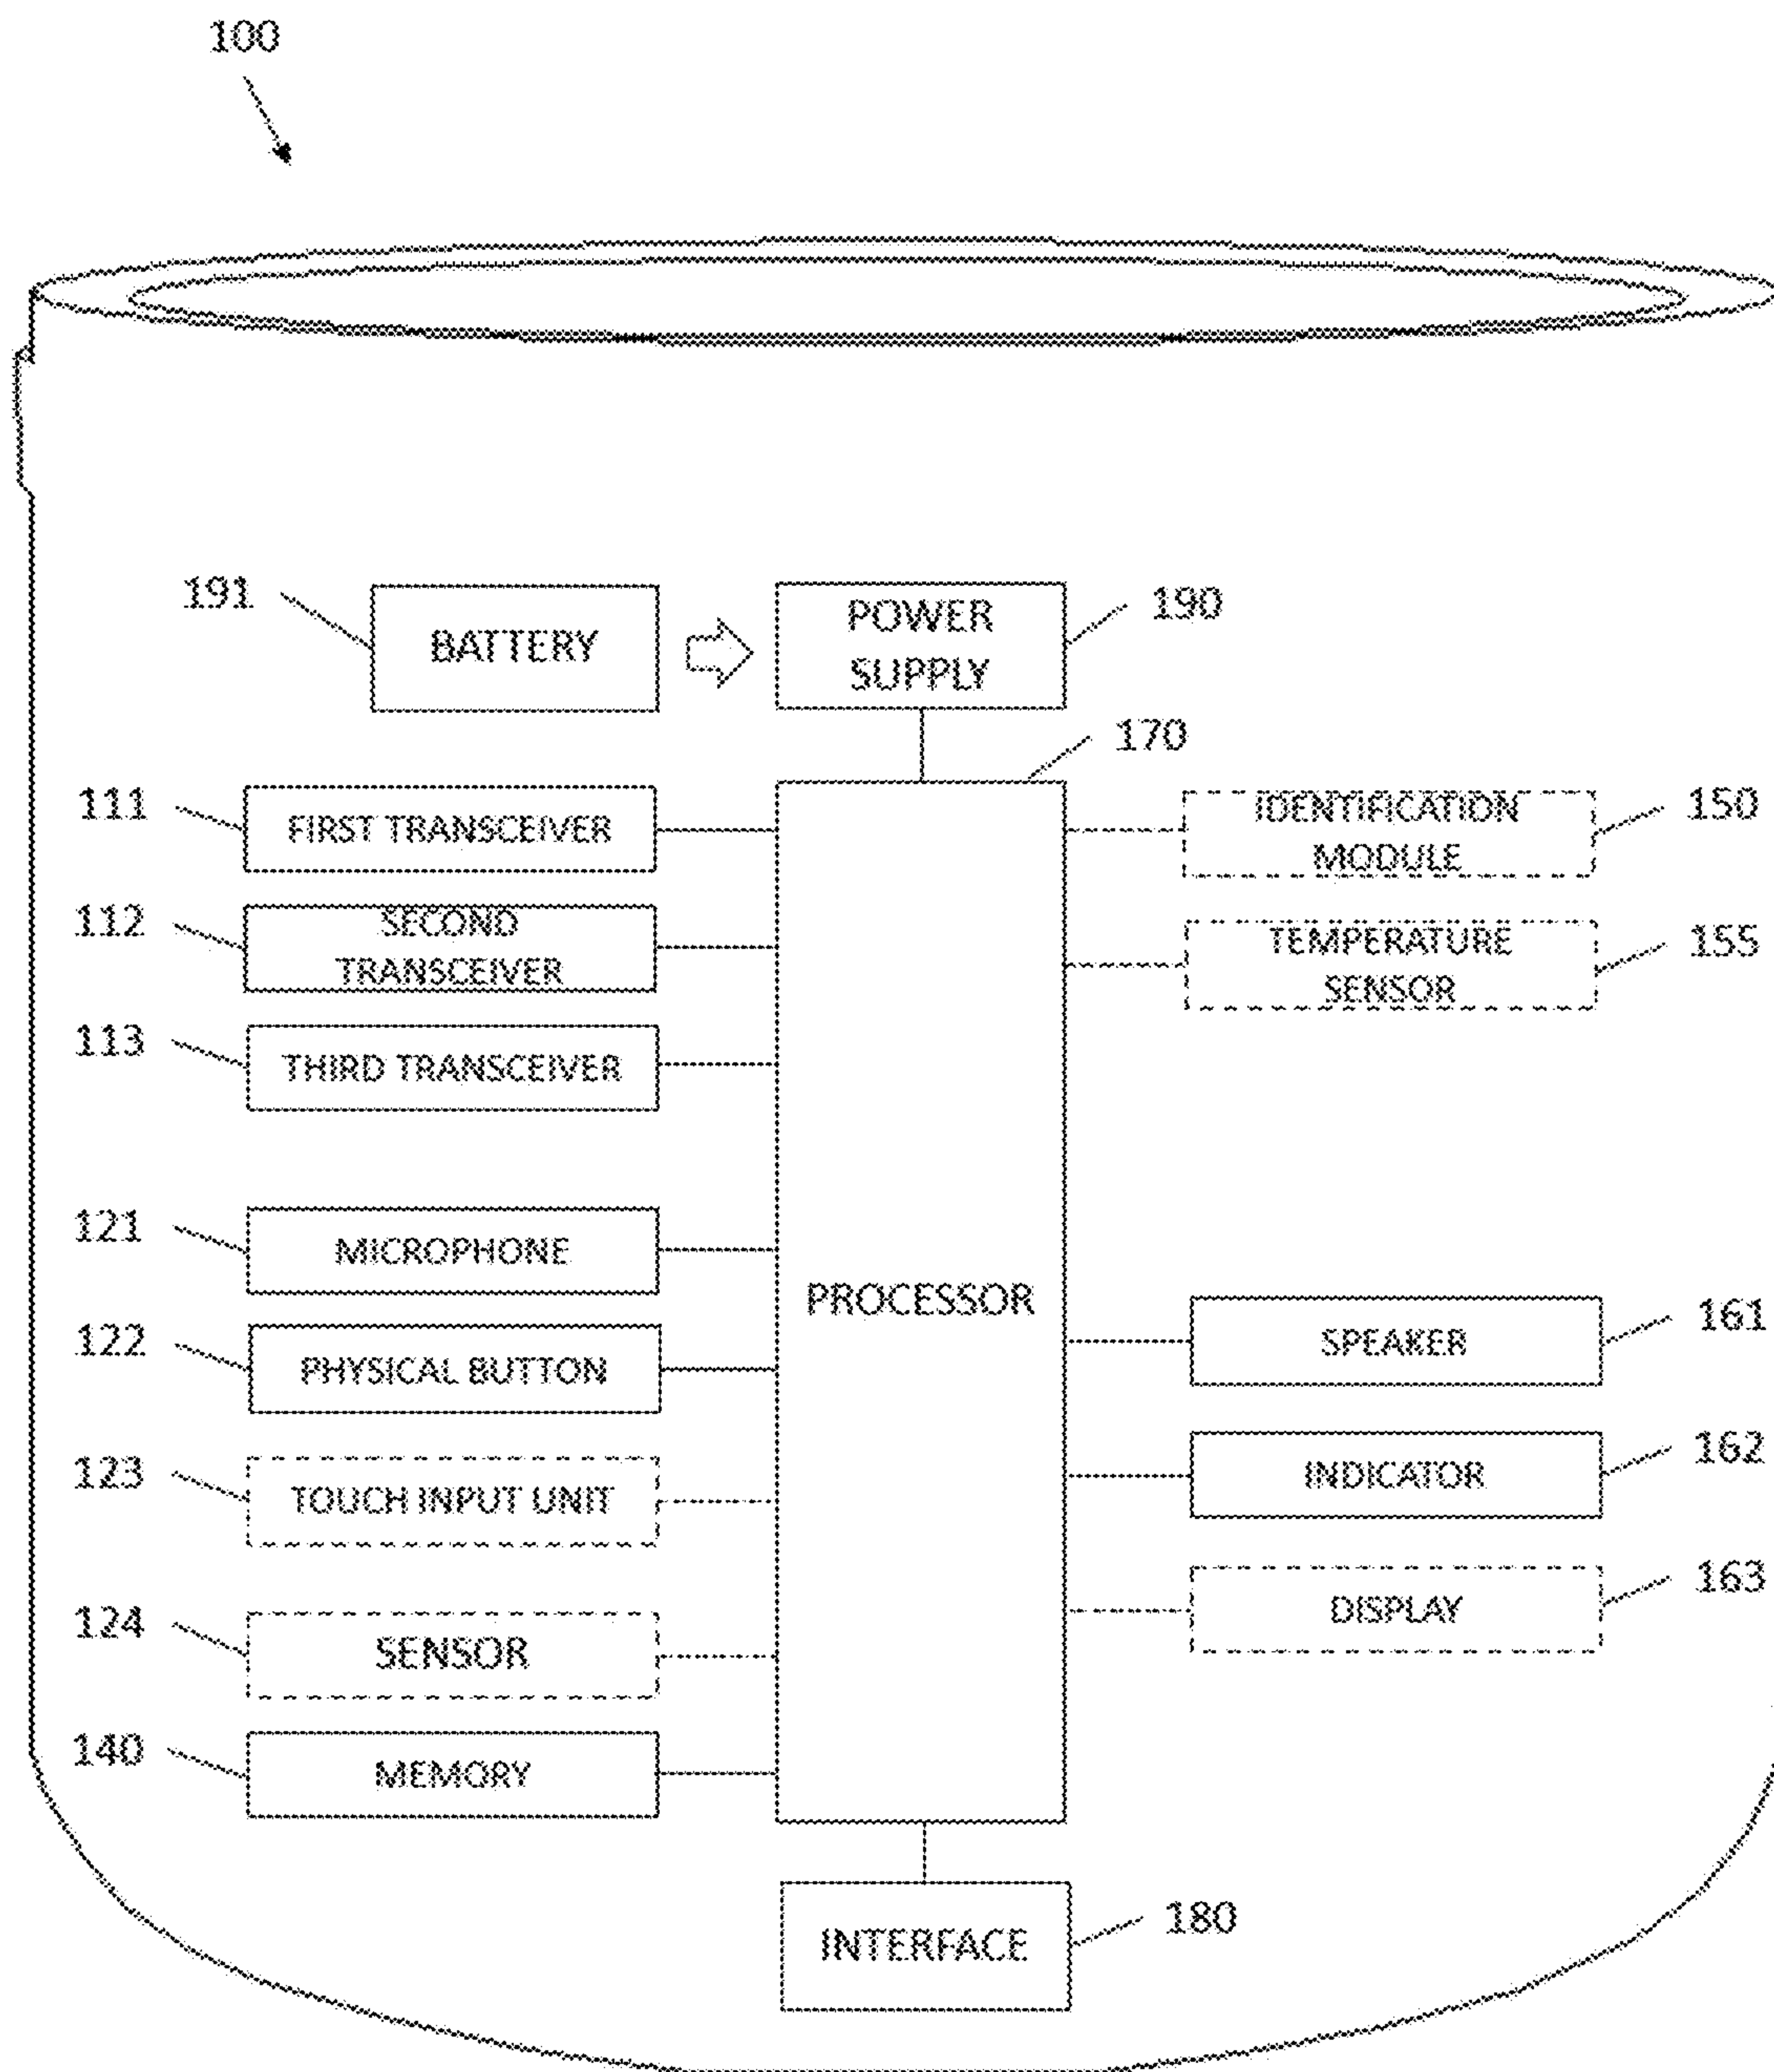 100
191
BATTERY
POWER
SUPPLY
190
170
111
FIRST TRANSCEIVER
IDENTIFICATION
MODULE
150
112
SECOND
TRANSCEIVER
TEMPERATURE
SENSOR
155
113
THIRD TRANSCEIVER
121
MICROPHONE
PROCESSOR
122
PHYSICAL BUTTON
SPEAKER
161
123
TOUCH INPUT UNIT
INDICATOR
162
124
SENSOR
DISPLAY
163
140
MEMORY
INTERFACE
180